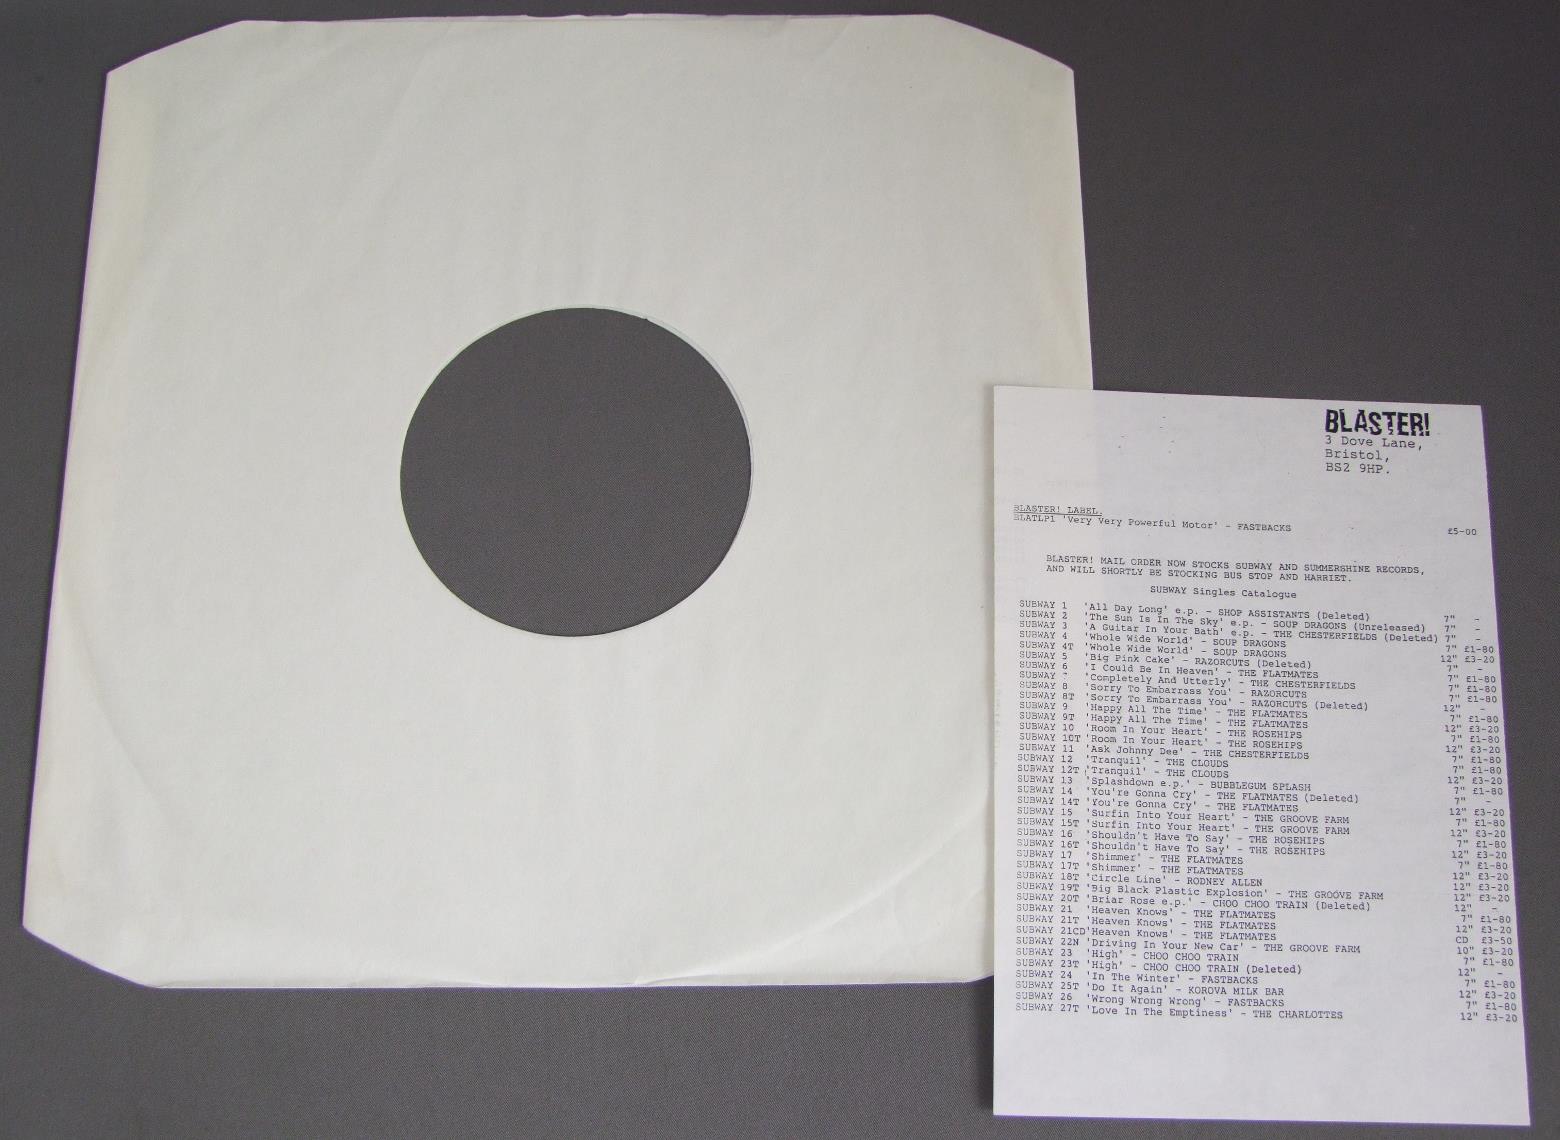 BLASTER!
3 Dove Lane,
Bristol,
BS2 9HP.
BLASTER! LABEL.
BLATLP1 'Very Very Powerful Motor' - FASTBACKS £5-00
BLASTER! MAIL ORDER NOW STOCKS SUBWAY AND SUMMERSHINE RECORDS,
AND WILL SHORTLY BE STOCKING BUS STOP AND HARRIET.
SUBWAY Singles Catalogue
SUBWAY 1 'All Day Long' e.p. - SHOP ASSISTANTS (Deleted) 7" -
SUBWAY 2 'The Sun Is In The Sky' e.p. - SOUP DRAGONS (Unreleased) 7" -
SUBWAY 3 'A Guitar In Your Bath' e.p. - THE CHESTERFIELDS (Deleted) 7" -
SUBWAY 4 'Whole Wide World' - SOUP DRAGONS 7" £1-80
SUBWAY 4T 'Whole Wide World' - SOUP DRAGONS 12" £3-20
SUBWAY 5 'Big Pink Cake' - RAZORCUTS (Deleted) 7" -
SUBWAY 6 'I Could Be In Heaven' - THE FLATMATES 7" £1-80
SUBWAY 7 'Completely And Utterly' - THE CHESTERFIELDS 7" £1-80
SUBWAY 8 'Sorry To Embarrass You' - RAZORCUTS 7" £1-80
SUBWAY 8T 'Sorry To Embarrass You' - RAZORCUTS (Deleted) 12" -
SUBWAY 9 'Happy All The Time' - THE FLATMATES 7" £1-80
SUBWAY 9T 'Happy All The Time' - THE FLATMATES 12" £3-20
SUBWAY 10 'Room In Your Heart' - THE ROSEHIPS 7" £1-80
SUBWAY 10T 'Room In Your Heart' - THE ROSEHIPS 12" £3-20
SUBWAY 11 'Ask Johnny Dee' - THE CHESTERFIELDS 7" £1-80
SUBWAY 12 'Tranquil' - THE CLOUDS 7" £1-80
SUBWAY 12T 'Tranquil' - THE CLOUDS 12" £3-20
SUBWAY 13 'Splashdown e.p.' - BUBBLEGUM SPLASH 7" £1-80
SUBWAY 14 'You're Gonna Cry' - THE FLATMATES (Deleted) 7" -
SUBWAY 14T 'You're Gonna Cry' - THE FLATMATES 12" £3-20
SUBWAY 15 'Surfin Into Your Heart' - THE GROOVE FARM 7" £1-80
SUBWAY 15T 'Surfin Into Your Heart' - THE GROOVE FARM 12" £3-20
SUBWAY 16 'Shouldn't Have To Say' - THE ROSEHIPS 7" £1-80
SUBWAY 16T 'Shouldn't Have To Say' - THE ROSEHIPS 12" £3-20
SUBWAY 17 'Shimmer' - THE FLATMATES 7" £1-80
SUBWAY 17T 'Shimmer' - THE FLATMATES 12" £3-20
SUBWAY 18T 'Circle Line' - RODNEY ALLEN 12" £3-20
SUBWAY 19T 'Big Black Plastic Explosion' - THE GROOVE FARM 12" £3-20
SUBWAY 20T 'Briar Rose e.p.' - CHOO CHOO TRAIN (Deleted) 12" -
SUBWAY 21 'Heaven Knows' - THE FLATMATES 7" £1-80
SUBWAY 21T 'Heaven Knows' - THE FLATMATES 12" £3-20
SUBWAY 21CD'Heaven Knows' - THE FLATMATES CD £3-50
SUBWAY 22N 'Driving In Your New Car' - THE GROOVE FARM 10" £3-20
SUBWAY 23 'High' - CHOO CHOO TRAIN 7" £1-80
SUBWAY 23T 'High' - CHOO CHOO TRAIN (Deleted) 12" -
SUBWAY 24 'In The Winter' - FASTBACKS 7" £1-80
SUBWAY 25T 'Do It Again' - KOROVA MILK BAR 12" £3-20
SUBWAY 26 'Wrong Wrong Wrong' - FASTBACKS 7" £1-80
SUBWAY 27T 'Love In The Emptiness' - THE CHARLOTTES 12" £3-20